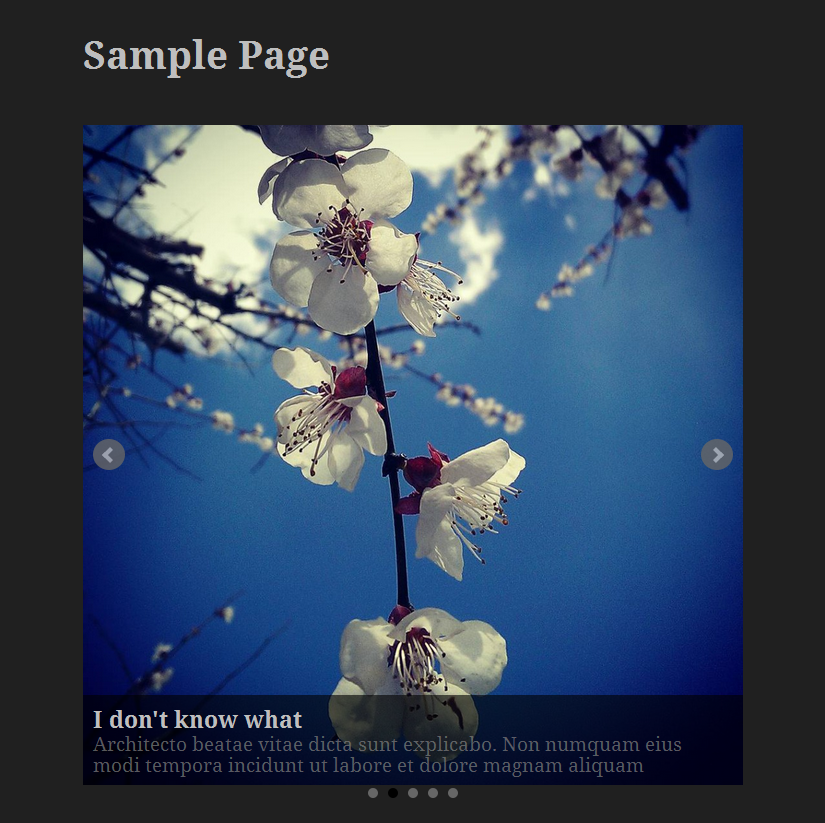 Sample Page
I don't know what
Architecto beatae vitae dicta sunt explicabo. Non numquam eius
modi tempora incidunt ut labore et dolore magnam aliquam